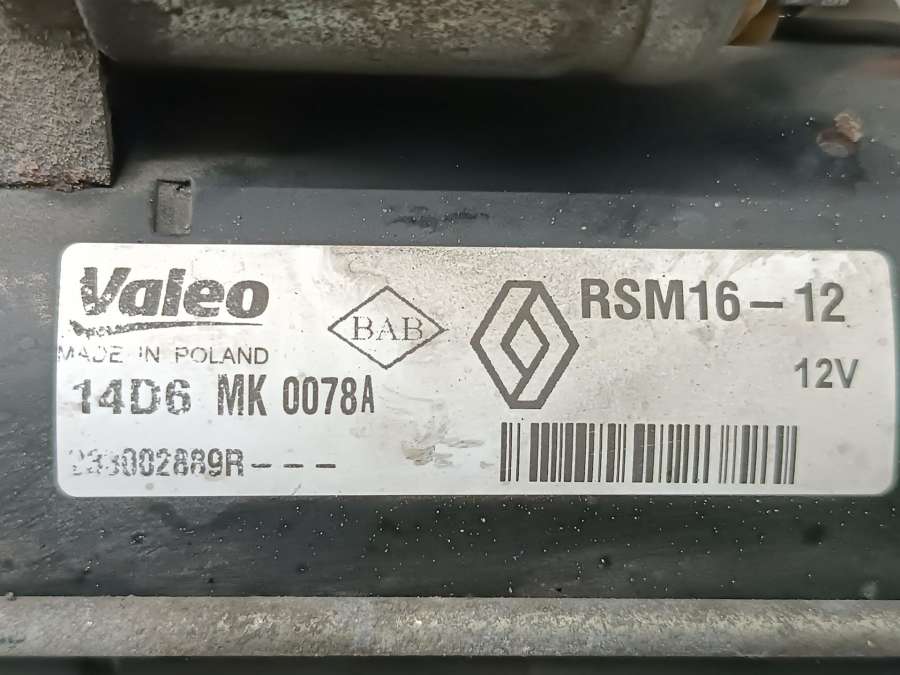 Valeo
BAB
RSM16-12
MADE IN POLAND
12V
14D6 MK 0078A
233002889R---